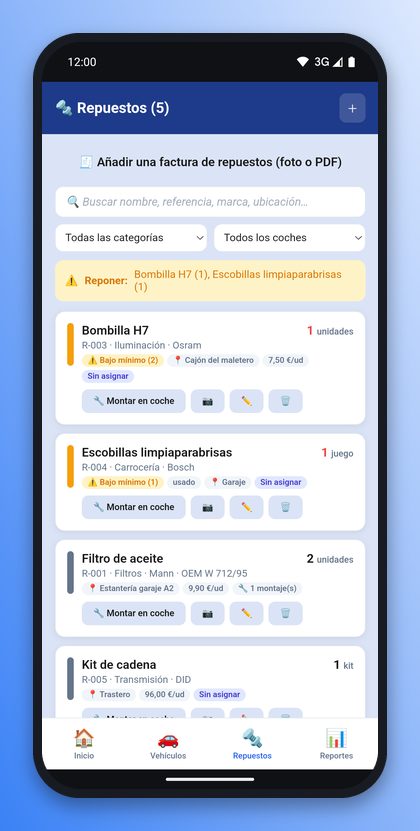 12:00
3G
Repuestos (5)
+
Añadir una factura de repuestos (foto o PDF)
Buscar nombre, referencia, marca, ubicación...
Todas las categorías
Todos los coches
Reponer: Bombilla H7 (1), Escobillas limpiaparabrisas
(1)
Bombilla H7
1 unidades
R-003 · Iluminación · Osram
Bajo mínimo (2)
Cajón del maletero
7,50 €/ud
Sin asignar
Montar en coche
Escobillas limpiaparabrisas
1 juego
R-004 · Carrocería · Bosch
Bajo mínimo (1)
usado
Garaje
Sin asignar
Montar en coche
Filtro de aceite
2 unidades
R-001 · Filtros · Mann · OEM W 712/95
Estantería garaje A2
9,90 €/ud
1 montaje(s)
Montar en coche
Kit de cadena
1 kit
R-005 · Transmisión · DID
Trastero
96,00 €/ud
Sin asignar
Inicio
Vehículos
Repuestos
Reportes